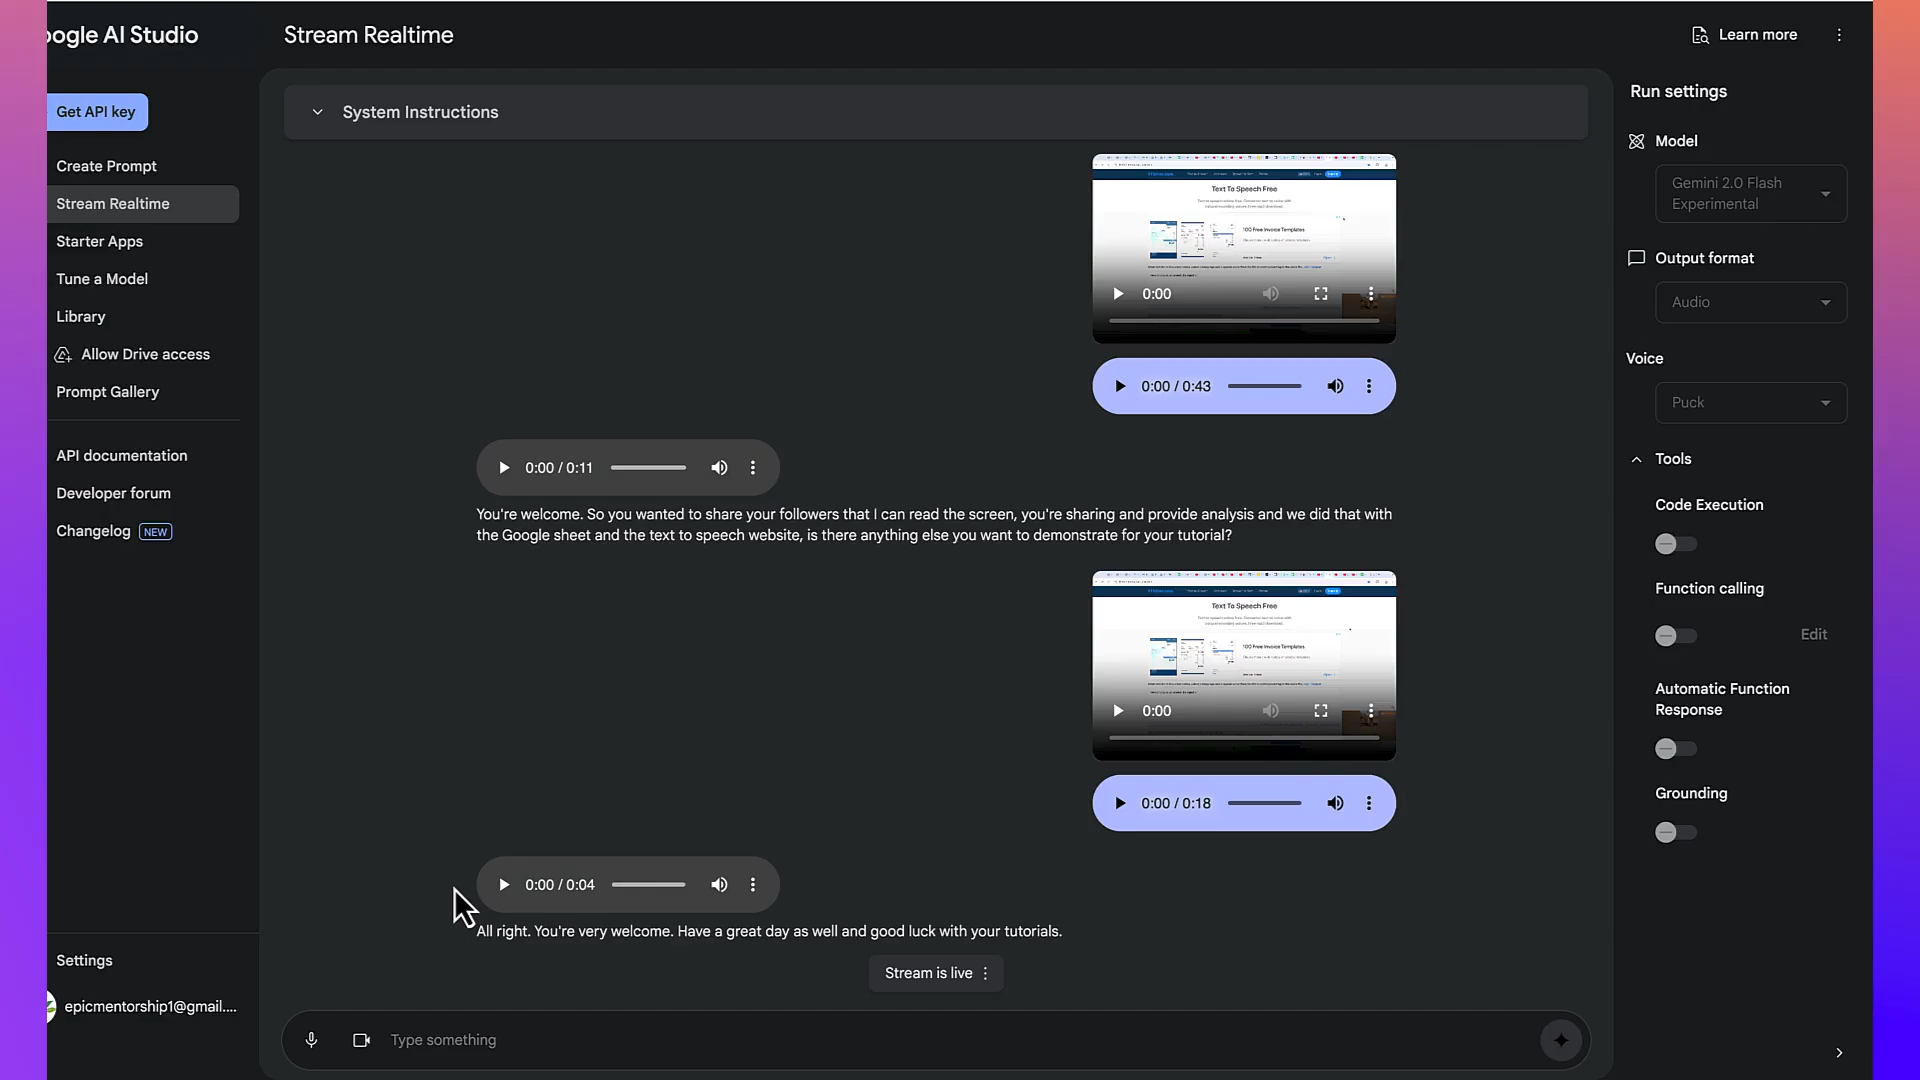 oogle AI Studio
Stream Realtime
Learn more
Get API key
Create Prompt
Stream Realtime
Starter Apps
Tune a Model
Library
Allow Drive access
Prompt Gallery
API documentation
Developer forum
Changelog NEW
Settings
epicmentorship1@gmail....
System Instructions
Text To Speech Free
100 Free Invoice Templates
0:00
0:00 / 0:43
0:00 / 0:11
You're welcome. So you wanted to share your followers that I can read the screen, you're sharing and provide analysis and we did that with
the Google sheet and the text to speech website, is there anything else you want to demonstrate for your tutorial?
Text To Speech Free
100 Free Invoice Templates
0:00
0:00 / 0:18
0:00 / 0:04
All right. You're very welcome. Have a great day as well and good luck with your tutorials.
Stream is live
Type something
Run settings
Model
Gemini 2.0 Flash
Experimental
Output format
Audio
Voice
Puck
Tools
Code Execution
Function calling
Edit
Automatic Function
Response
Grounding